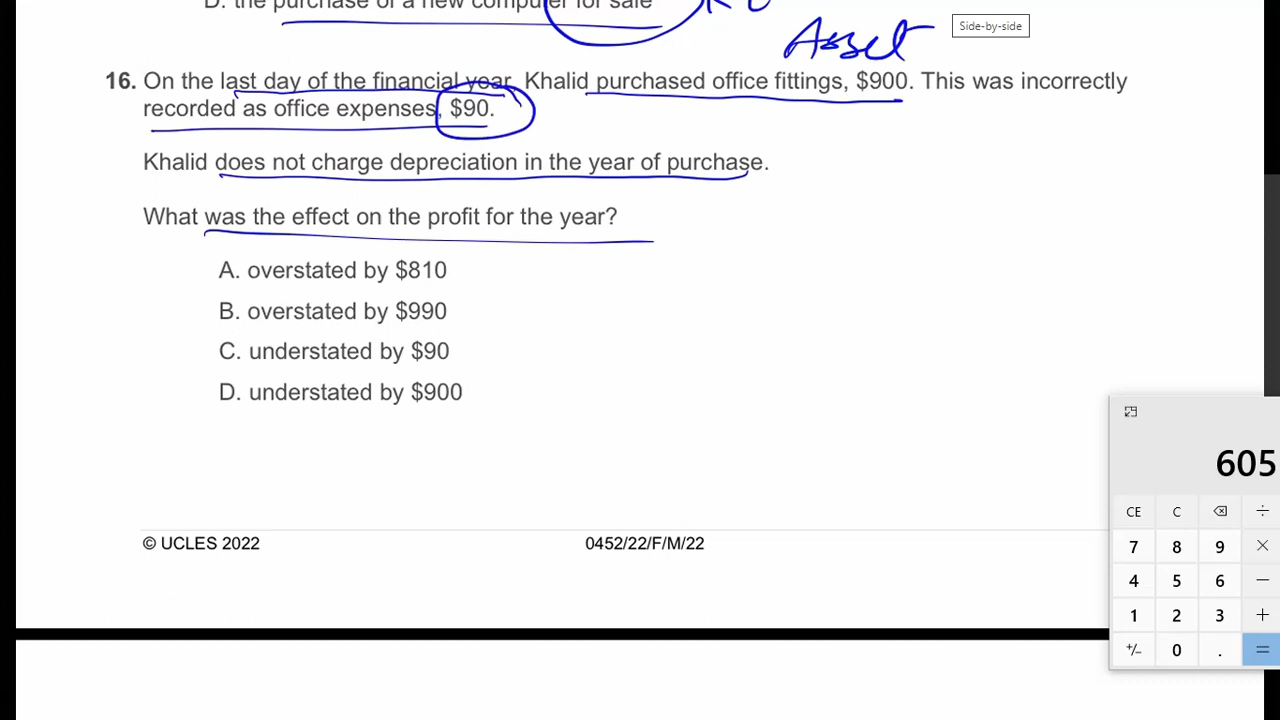 D. the purchase of a new computer for sale
Asset
Side-by-side
16. On the last day of the financial year, Khalid purchased office fittings, $900. This was incorrectly
recorded as office expenses, $90.
Khalid does not charge depreciation in the year of purchase.
What was the effect on the profit for the year?
A. overstated by $810
B. overstated by $990
C. understated by $90
D. understated by $900
605
CE C ⌫ ÷
7 8 9 ×
4 5 6 −
1 2 3 +
+/− 0 . =
© UCLES 2022 0452/22/F/M/22